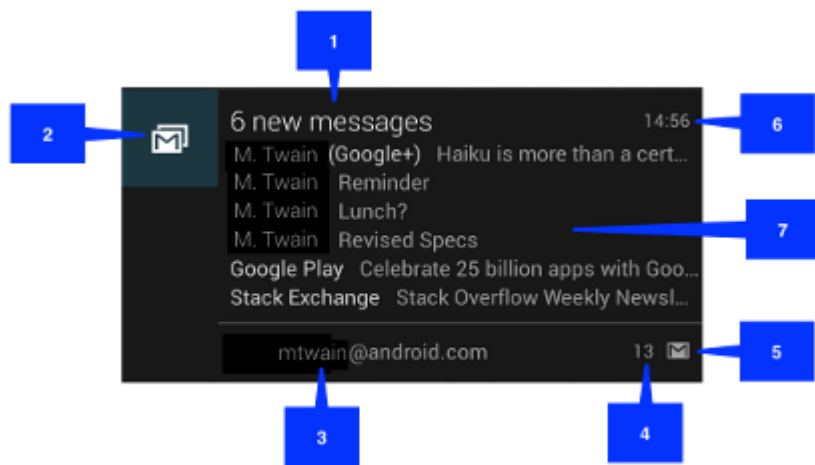 1
2
6 new messages
14:56
6
M. Twain (Google+) Haiku is more than a cert...
M. Twain Reminder
M. Twain Lunch?
M. Twain Revised Specs
7
Google Play Celebrate 25 billion apps with Goo...
Stack Exchange Stack Overflow Weekly Newsl...
mtwain@android.com
13
5
3
4